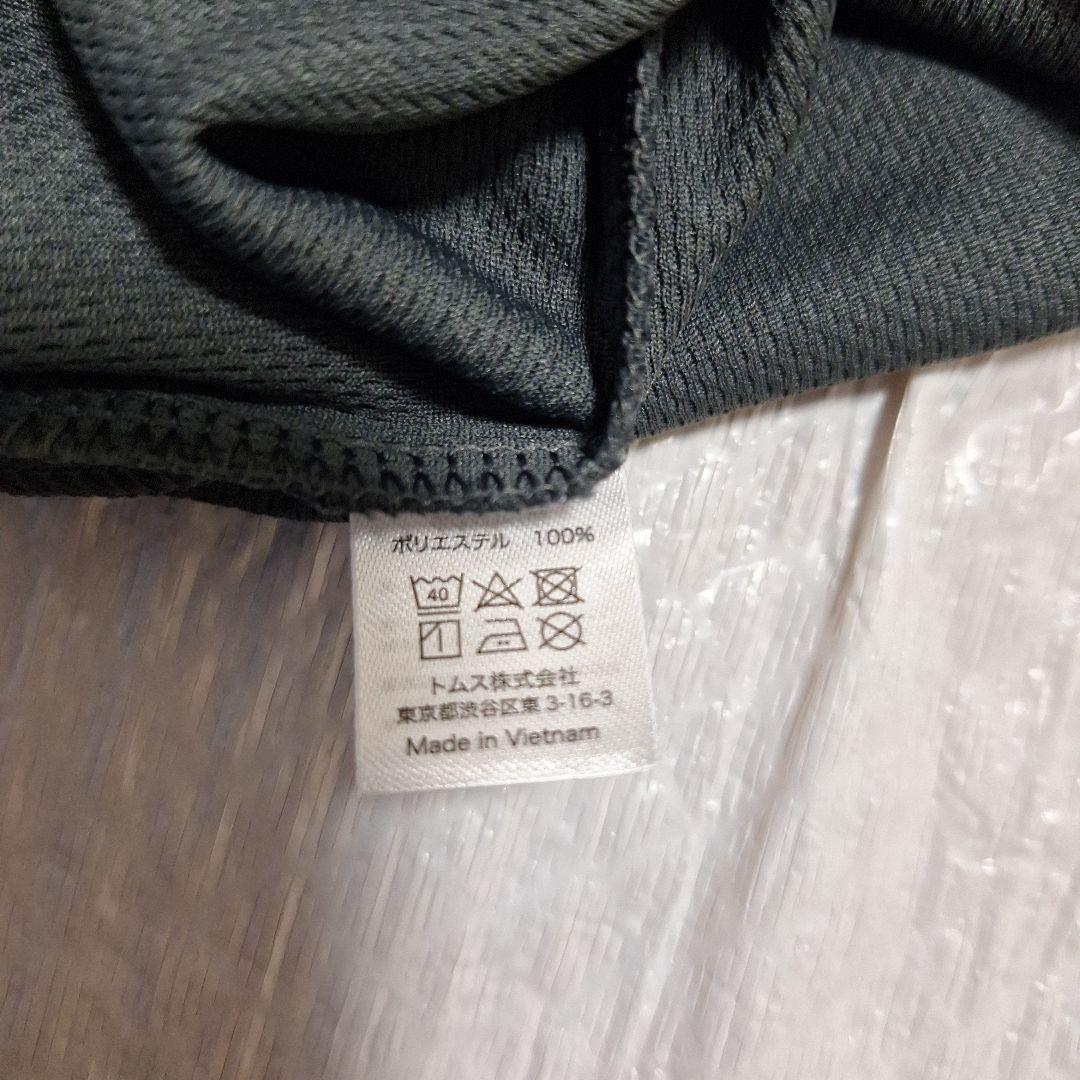 ポリエステル 100%
40
トムス株式会社
東京都渋谷区東3-16-3
Made in Vietnam